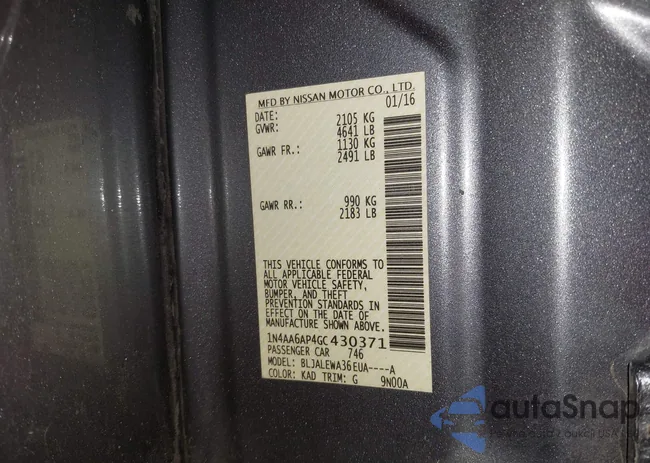 MFD BY NISSAN MOTOR CO., LTD.
DATE: 01/16
GVWR: 2105 KG
4641 LB
GAWR FR.: 1130 KG
2491 LB
GAWR RR.: 990 KG
2183 LB
THIS VEHICLE CONFORMS TO
ALL APPLICABLE FEDERAL
MOTOR VEHICLE SAFETY,
BUMPER, AND THEFT
PREVENTION STANDARDS IN
EFFECT ON THE DATE OF
MANUFACTURE SHOWN ABOVE.
1N4AA6AP4GC430371
PASSENGER CAR 746
MODEL: BLJALEWA36EUA----A
COLOR: KAD TRIM: G 9N00A
autaSnap